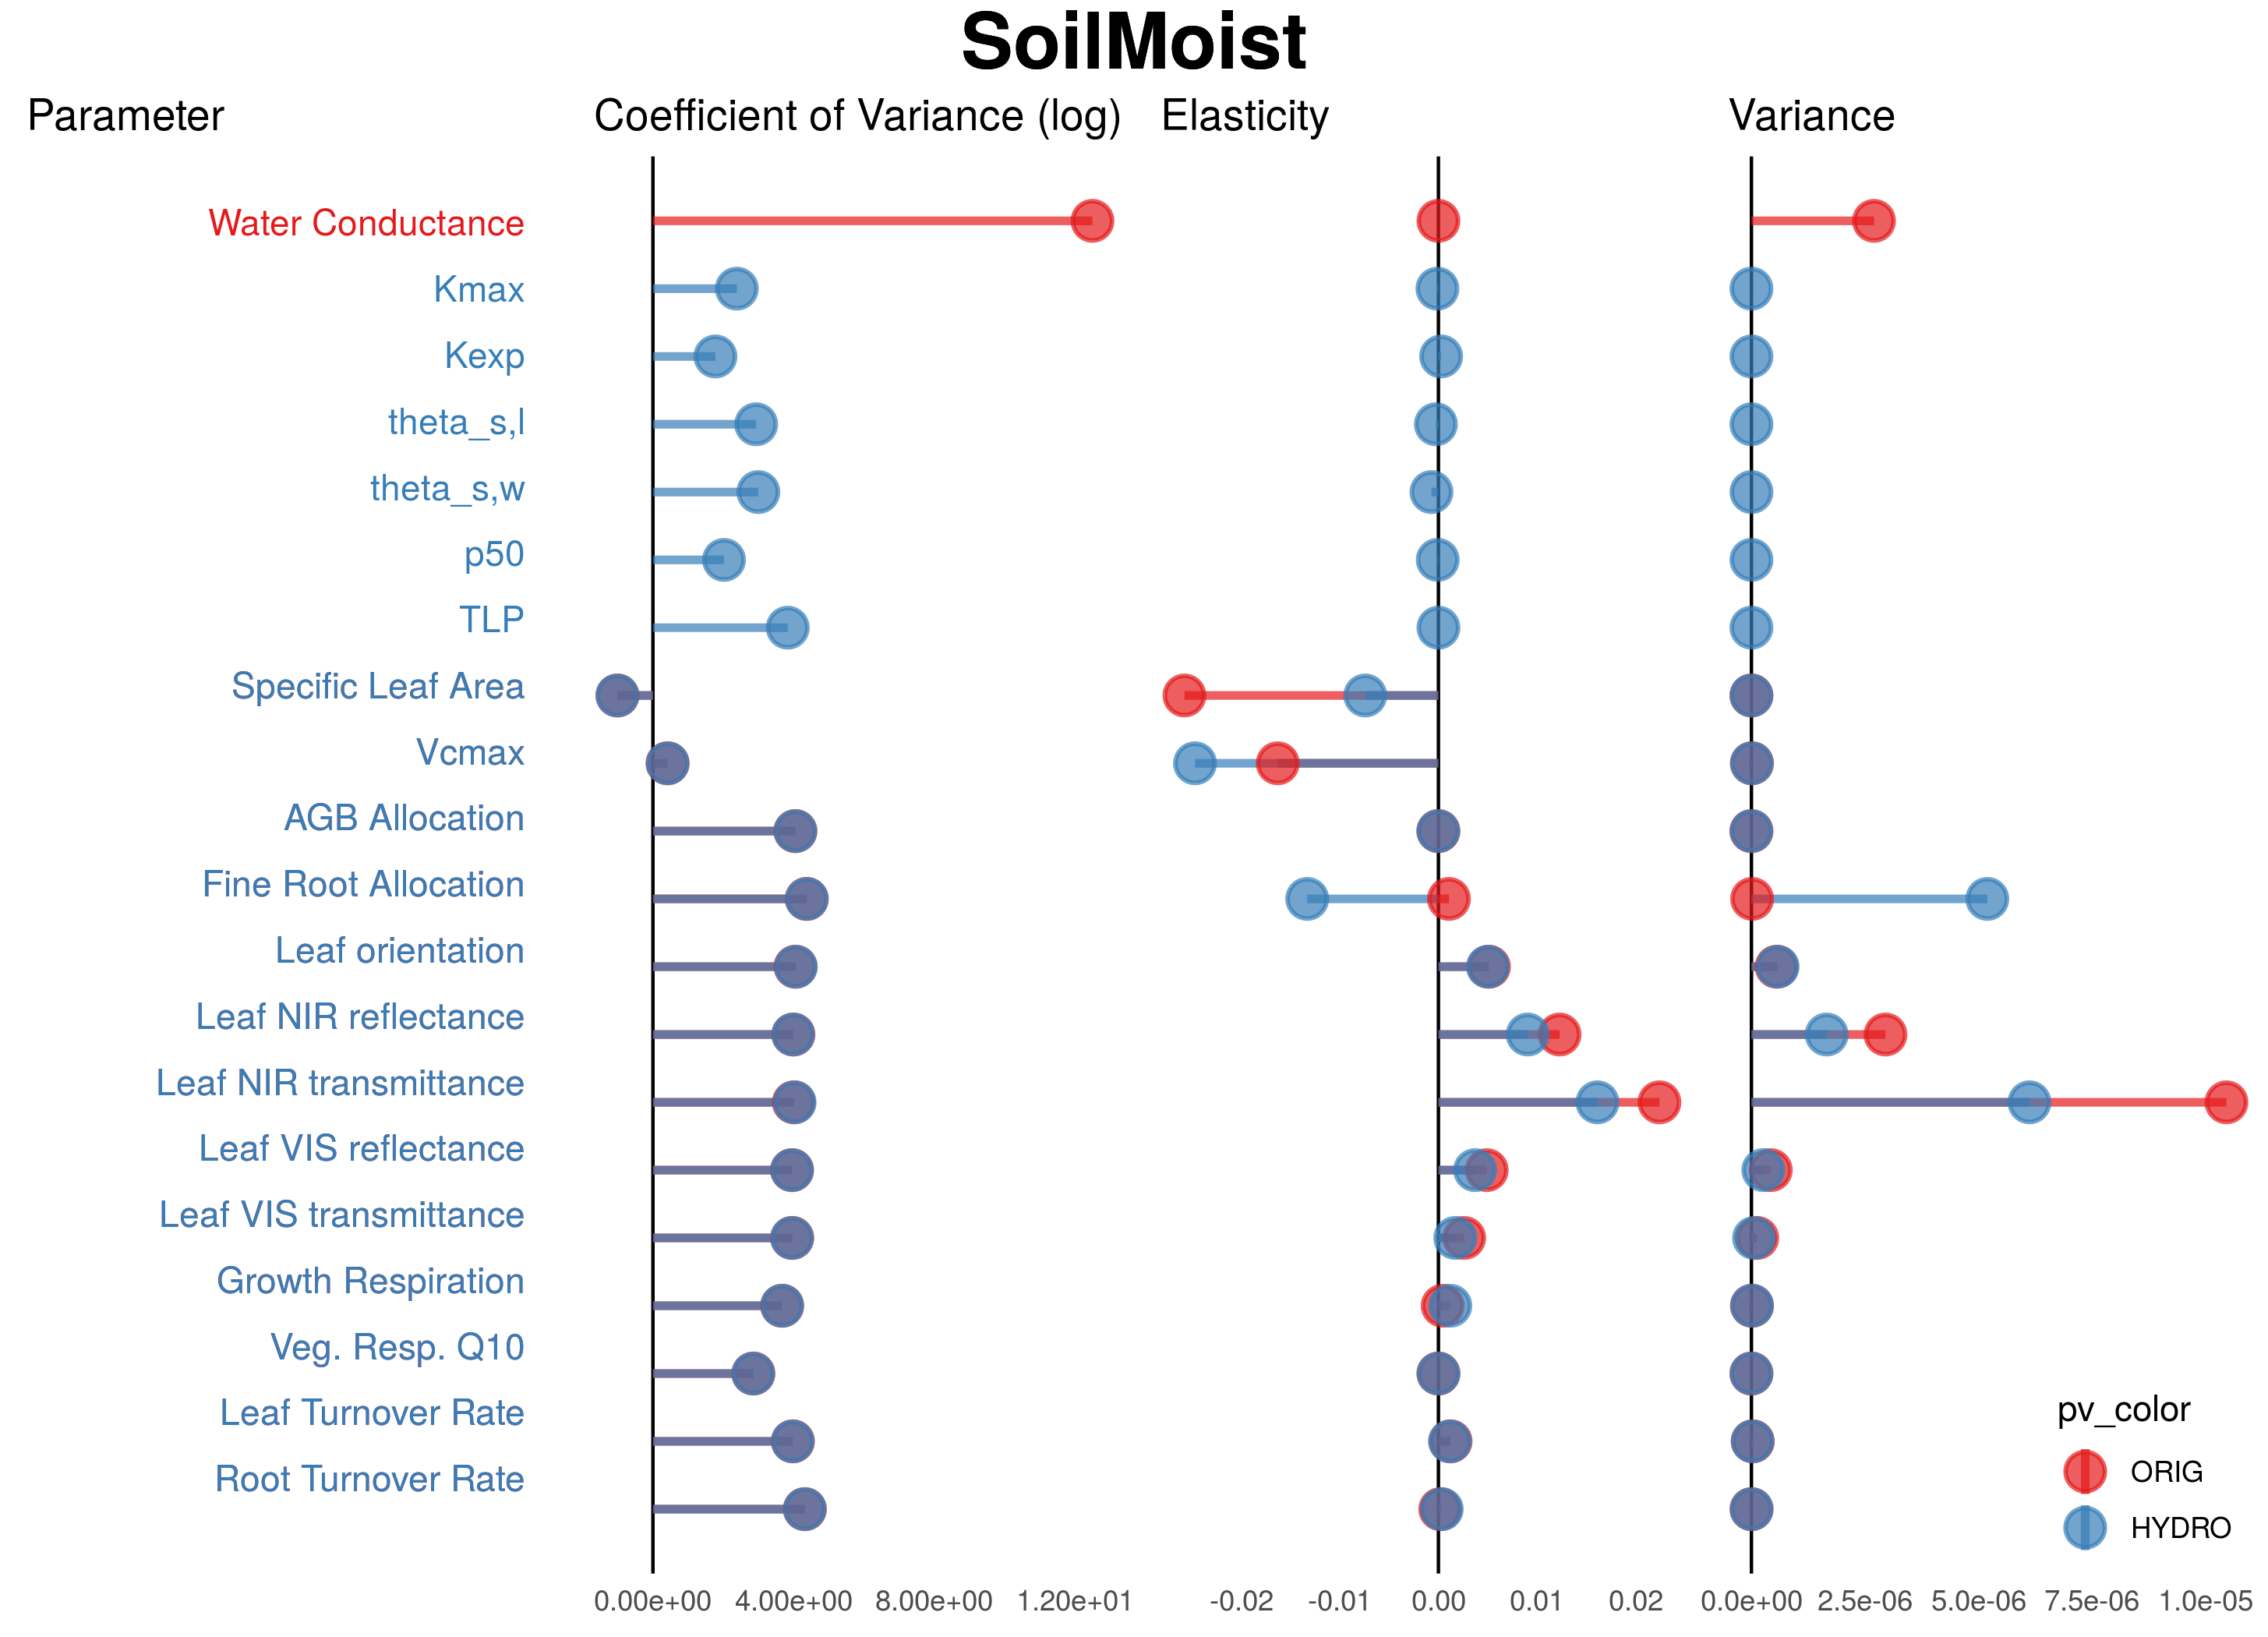 SoilMoist
Parameter
Coefficient of Variance (log)
Elasticity
Variance
Water Conductance
Kmax
Kexp
theta_s,l
theta_s,w
p50
TLP
Specific Leaf Area
Vcmax
AGB Allocation
Fine Root Allocation
Leaf orientation
Leaf NIR reflectance
Leaf NIR transmittance
Leaf VIS reflectance
Leaf VIS transmittance
Growth Respiration
Veg. Resp. Q10
Leaf Turnover Rate
Root Turnover Rate
pv_color
ORIG
HYDRO
0.00e+00 4.00e+00 8.00e+00 1.20e+01
-0.02 -0.01 0.00 0.01 0.02
0.0e+00 2.5e-06 5.0e-06 7.5e-06 1.0e-05